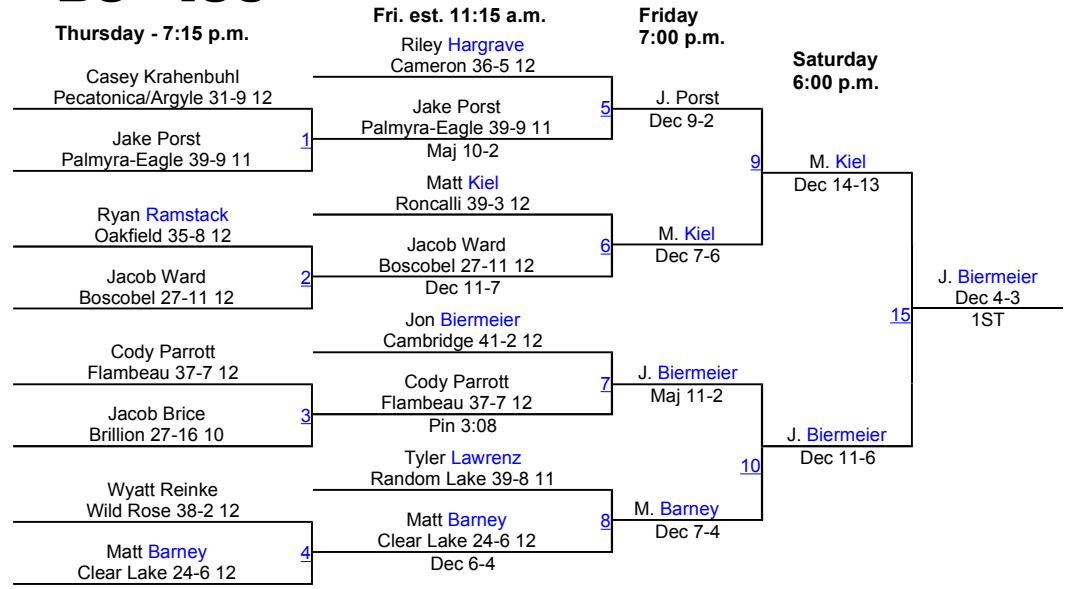 Thursday - 7:15 p.m.
Casey Krahenbuhl
Pecatonica/Argyle 31-9 12
Jake Porst
Palmyra-Eagle 39-9 11
1
Ryan Ramstack
Oakfield 35-8 12
Jacob Ward
Boscobel 27-11 12
2
Cody Parrott
Flambeau 37-7 12
Jacob Brice
Brillion 27-16 10
3
Wyatt Reinke
Wild Rose 38-2 12
Matt Barney
Clear Lake 24-6 12
4
Fri. est. 11:15 a.m.
Riley Hargrave
Cameron 36-5 12
Jake Porst
Palmyra-Eagle 39-9 11
Maj 10-2
5
Matt Kiel
Roncalli 39-3 12
Jacob Ward
Boscobel 27-11 12
Dec 11-7
6
Jon Biermeier
Cambridge 41-2 12
Cody Parrott
Flambeau 37-7 12
Pin 3:08
7
Tyler Lawrenz
Random Lake 39-8 11
Matt Barney
Clear Lake 24-6 12
Dec 6-4
8
Friday
7:00 p.m.
J. Porst
Dec 9-2
M. Kiel
Dec 7-6
9
J. Biermeier
Maj 11-2
M. Barney
Dec 7-4
10
Saturday
6:00 p.m.
M. Kiel
Dec 14-13
J. Biermeier
Dec 11-6
15
J. Biermeier
Dec 4-3
1ST